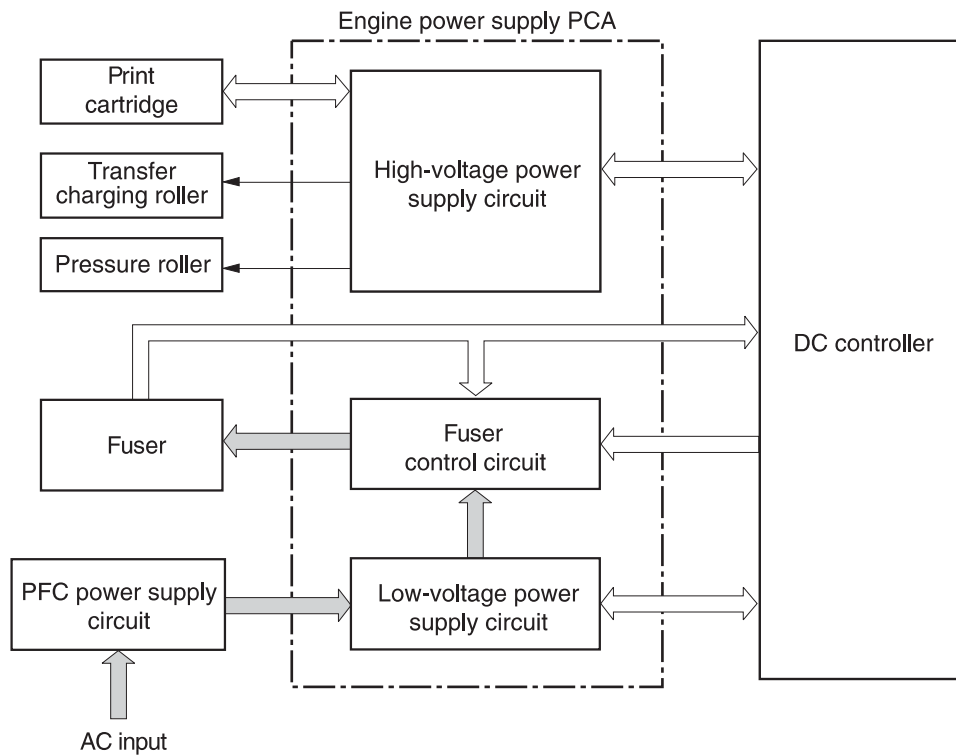 Engine power supply PCA
Print
cartridge
Transfer
charging roller
Pressure roller
High-voltage power
supply circuit
DC controller
Fuser
Fuser
control circuit
PFC power supply
circuit
Low-voltage power
supply circuit
AC input